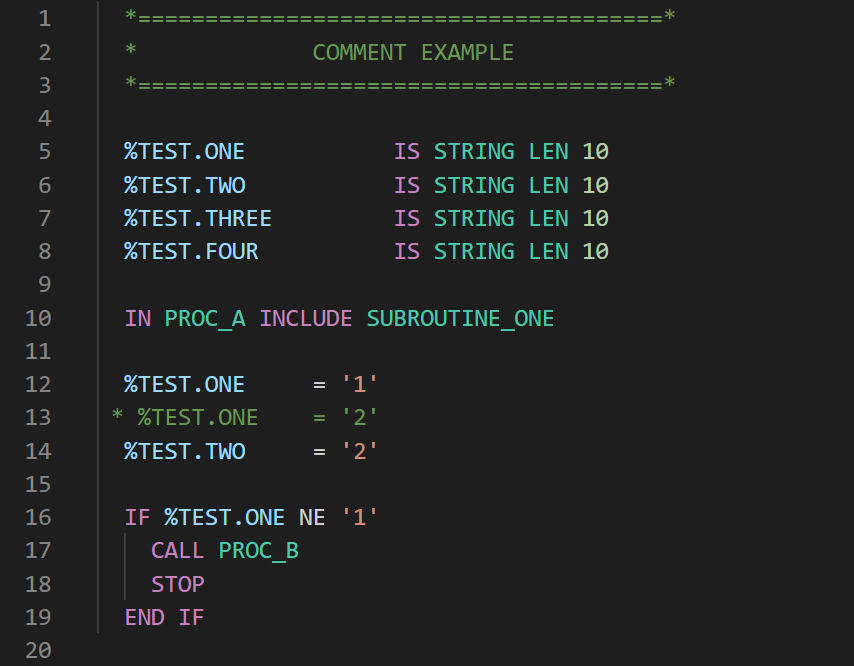 1 *=======================================*
2 * COMMENT EXAMPLE
3 *=======================================*
4
5 %TEST.ONE IS STRING LEN 10
6 %TEST.TWO IS STRING LEN 10
7 %TEST.THREE IS STRING LEN 10
8 %TEST.FOUR IS STRING LEN 10
9
10 IN PROC_A INCLUDE SUBROUTINE_ONE
11
12 %TEST.ONE = '1'
13 * %TEST.ONE = '2'
14 %TEST.TWO = '2'
15
16 IF %TEST.ONE NE '1'
17 CALL PROC_B
18 STOP
19 END IF
20